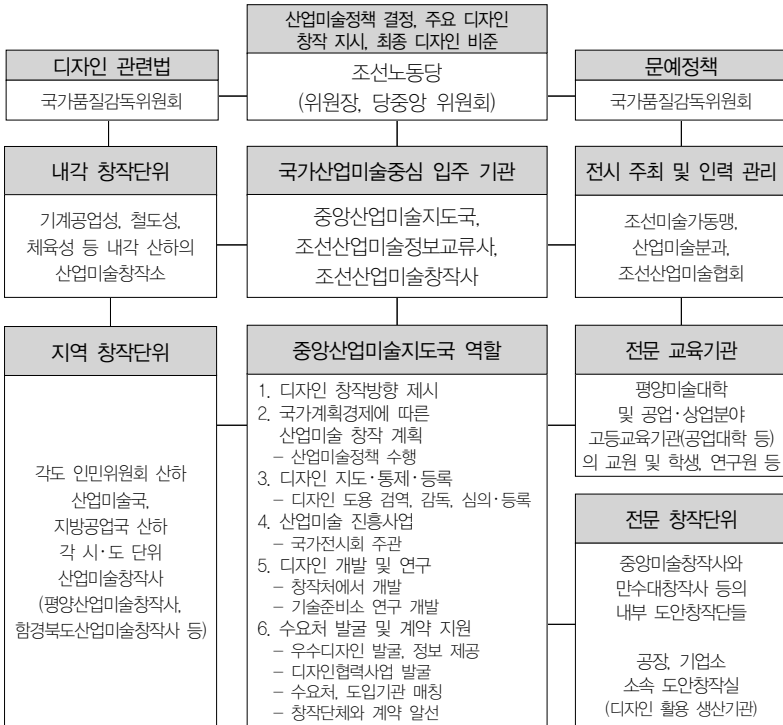 산업미술정책 결정, 주요 디자인
창작 지시, 최종 디자인 비준
조선노동당
(위원장, 당중앙 위원회)
디자인 관련법
국가품질감독위원회
문예정책
국가품질감독위원회
내각 창작단위
기계공업성, 철도성,
체육성 등 내각 산하의
산업미술창작소
국가산업미술중심 입주 기관
중앙산업미술지도국,
조선산업미술정보교류사,
조선산업미술창작사
전시 주최 및 인력 관리
조선미술가동맹,
산업미술분과,
조선산업미술협회
지역 창작단위
각도 인민위원회 산하
산업미술국,
지방공업국 산하
각 시·도 단위
산업미술창작사
(평양산업미술창작사,
함경북도산업미술창작사 등)
중앙산업미술지도국 역할
1. 디자인 창작방향 제시
2. 국가계획경제에 따른
산업미술 창작 계획
- 산업미술정책 수행
3. 디자인 지도·통제·등록
- 디자인 도용 검역, 감독, 심의·등록
4. 산업미술 진흥사업
- 국가전시회 주관
5. 디자인 개발 및 연구
- 창작처에서 개발
- 기술준비소 연구 개발
6. 수요처 발굴 및 계약 지원
- 우수디자인 발굴, 정보 제공
- 디자인협력사업 발굴
- 수요처, 도입기관 매칭
- 창작단체와 계약 알선
전문 교육기관
평양미술대학
및 공업·상업분야
고등교육기관(공업대학 등)
의 교원 및 학생, 연구원 등
전문 창작단위
중앙미술창작사와
만수대창작사 등의
내부 도안창작단들
공장, 기업소
소속 도안창작실
(디자인 활용 생산기관)